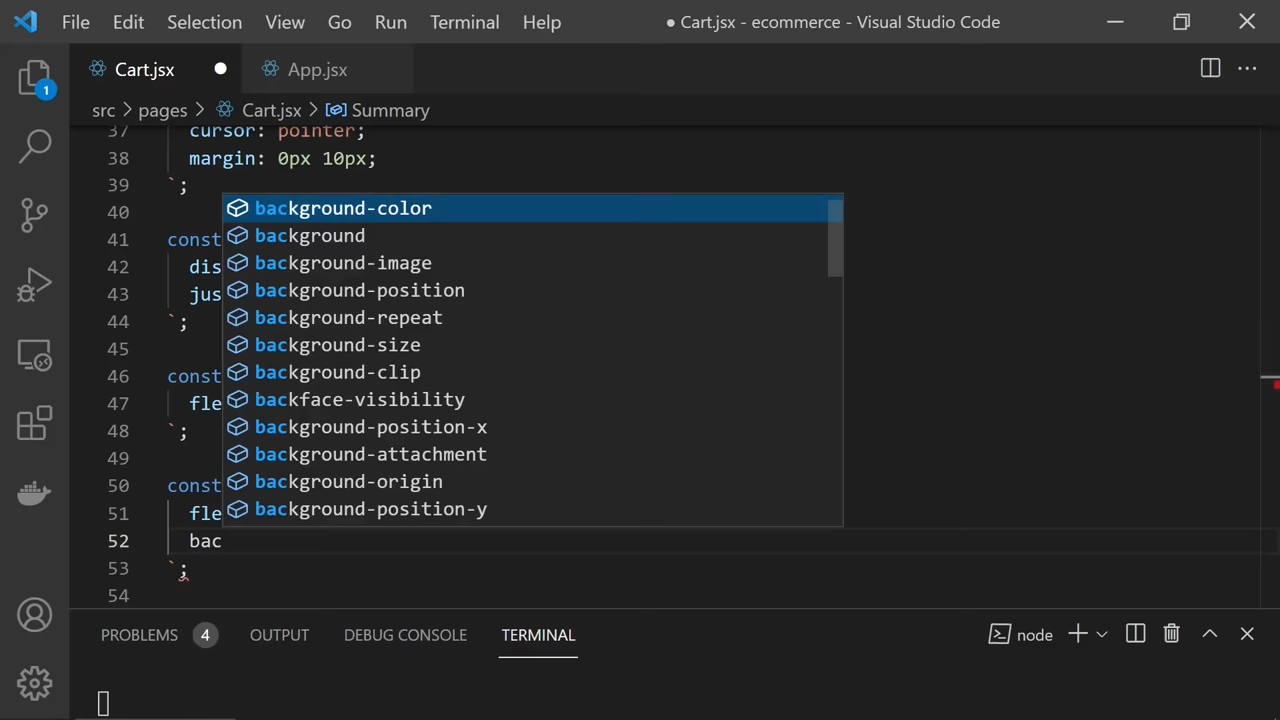 File Edit Selection View Go Run Terminal Help
● Cart.jsx - ecommerce - Visual Studio Code
1
Cart.jsx
App.jsx
src > pages > Cart.jsx > Summary
37 cursor: pointer;
38 margin: 0px 10px;
39 `;
40
41 const
42 dis
43 jus
44 `;
45
46 const
47 fle
48 `;
49
50 const
51 fle
52 bac
53 `;
54
background-color
background
background-image
background-position
background-repeat
background-size
background-clip
backface-visibility
background-position-x
background-attachment
background-origin
background-position-y
PROBLEMS 4 OUTPUT DEBUG CONSOLE TERMINAL
node